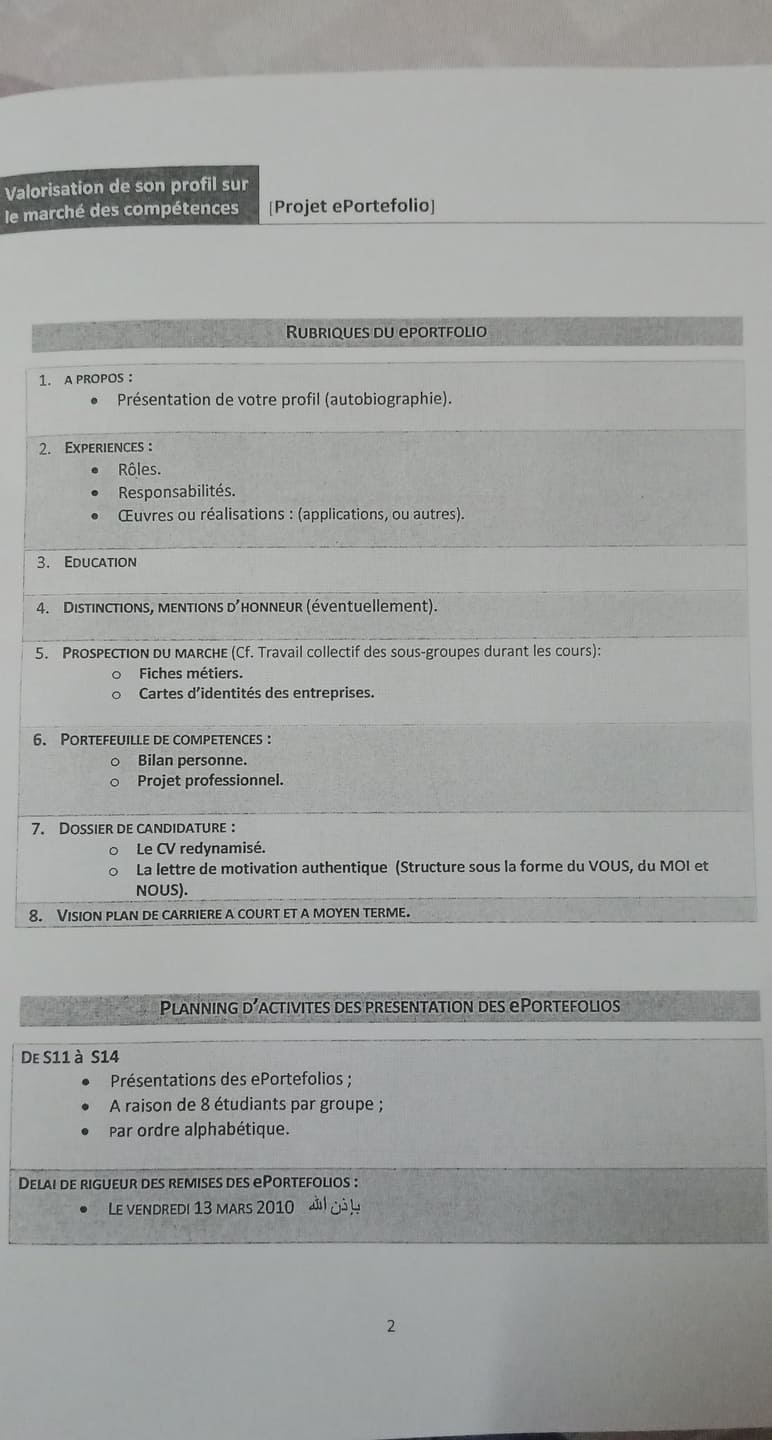 Valorisation de son profil sur
le marché des compétences
[Projet ePortefolio]
RUBRIQUES DU ePORTFOLIO
1. A PROPOS :
• Présentation de votre profil (autobiographie).
2. EXPERIENCES :
• Rôles.
• Responsabilités.
• Œuvres ou réalisations : (applications, ou autres).
3. EDUCATION
4. DISTINCTIONS, MENTIONS D'HONNEUR (éventuellement).
5. PROSPECTION DU MARCHE (Cf. Travail collectif des sous-groupes durant les cours):
o Fiches métiers.
o Cartes d'identités des entreprises.
6. PORTEFEUILLE DE COMPETENCES :
o Bilan personne.
o Projet professionnel.
7. DOSSIER DE CANDIDATURE :
o Le CV redynamisé.
o La lettre de motivation authentique (Structure sous la forme du VOUS, du MOI et
NOUS).
8. VISION PLAN DE CARRIERE A COURT ET A MOYEN TERME.
PLANNING D'ACTIVITES DES PRESENTATION DES ePORTEFOLIOS
DE S11 à S14
• Présentations des ePortefolios ;
• A raison de 8 étudiants par groupe ;
• Par ordre alphabétique.
DELAI DE RIGUEUR DES REMISES DES ePORTEFOLIOS :
• LE VENDREDI 13 MARS 2010 بإذن الله
2